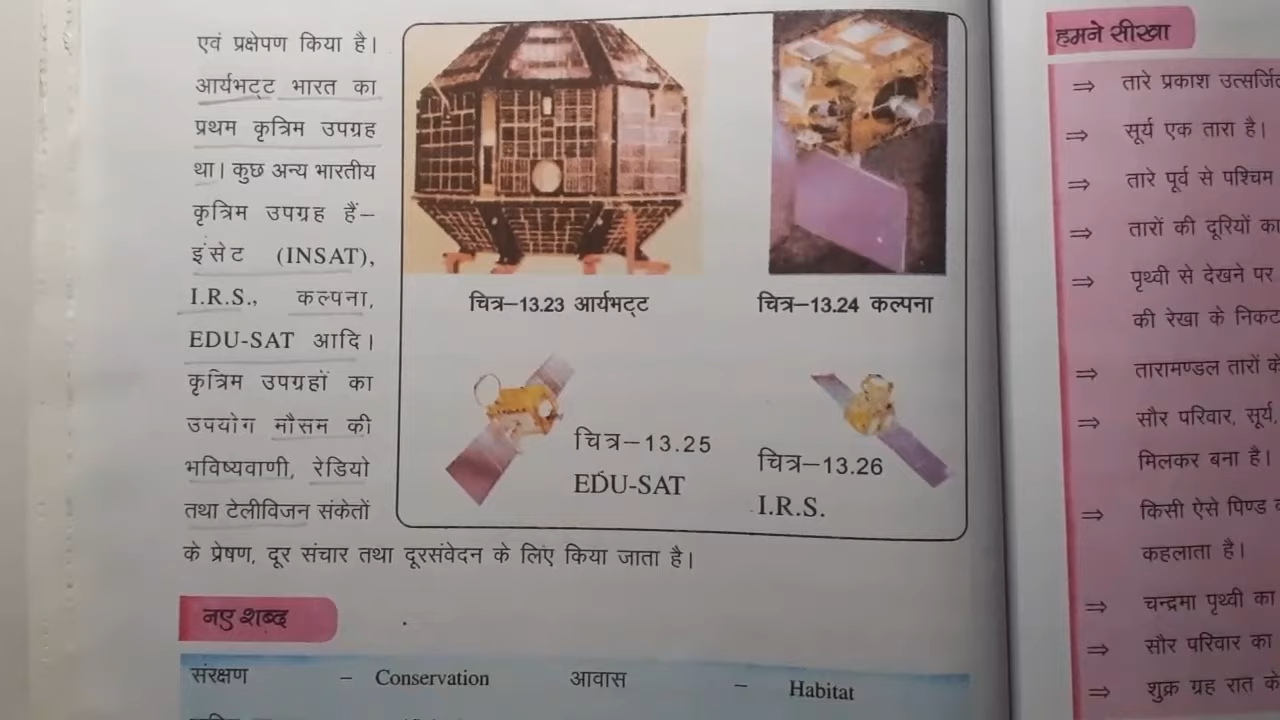 एवं प्रक्षेपण किया है।
आर्यभट्ट भारत का
प्रथम कृत्रिम उपग्रह
था। कुछ अन्य भारतीय
कृत्रिम उपग्रह हैं–
इंसेट (INSAT),
I.R.S., कल्पना,
EDU-SAT आदि।
कृत्रिम उपग्रहों का
उपयोग मौसम की
भविष्यवाणी, रेडियो
तथा टेलीविजन संकेतों
के प्रेषण, दूर संचार तथा दूरसंवेदन के लिए किया जाता है।
चित्र–13.23 आर्यभट्ट
चित्र–13.24 कल्पना
चित्र–13.25
EDU-SAT
चित्र–13.26
I.R.S.
नए शब्द
संरक्षण – Conservation आवास – Habitat
हमने सीखा
⇒ तारे प्रकाश
⇒ सूर्य एक तारा है।
⇒ तारे पूर्व से पश्चिम
⇒ तारों की दूरियों
⇒ पृथ्वी से देखने पर
की रेखा के निकट
⇒ तारामण्डल तारों
⇒ सौर परिवार, सूर्य,
मिलकर बना है।
⇒ किसी ऐसे पिण्ड
कहलाता है।
⇒ चन्द्रमा पृथ्वी का
⇒ सौर परिवार का
⇒ शुक्र ग्रह रात के